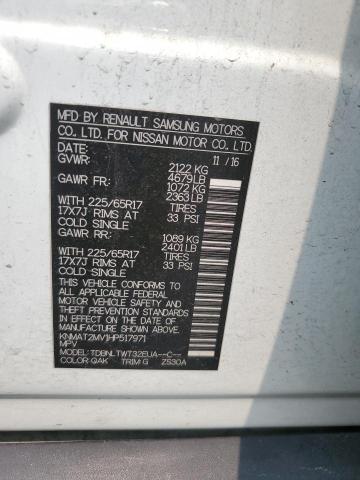 MFD BY RENAULT SAMSUNG MOTORS
CO. LTD. FOR NISSAN MOTOR CO. LTD.
DATE: 11 / 16
GVWR: 2122 KG
4679 LB
GAWR FR: 1072 KG
2363 LB
WITH 225/65R17 TIRES
17X7J RIMS AT 33 PSI
COLD SINGLE
GAWR RR: 1089 KG
2401 LB
WITH 225/65R17 TIRES
17X7J RIMS AT 33 PSI
COLD SINGLE
THIS VEHICLE CONFORMS TO
ALL APPLICABLE FEDERAL
MOTOR VEHICLE SAFETY, BUMPER
AND THEFT PREVENTION STANDARDS
IN EFFECT ON THE DATE OF
MANUFACTURE SHOWN ABOVE.
KNMAT2MV1HP517971
MPV
MODEL: TDBNLTWT32EUA--C--
COLOR: QAK TRIM: G ZS30A